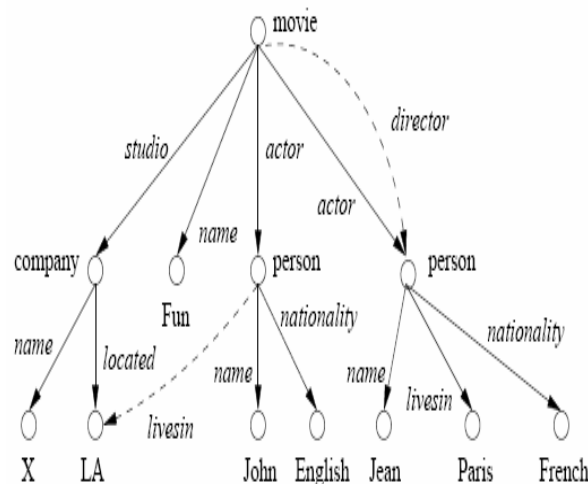 movie
director
studio
actor
actor
name
company
person
person
Fun
nationality
nationality
name
located
name
name
livesin
livesin
X
LA
John
English
Jean
Paris
French